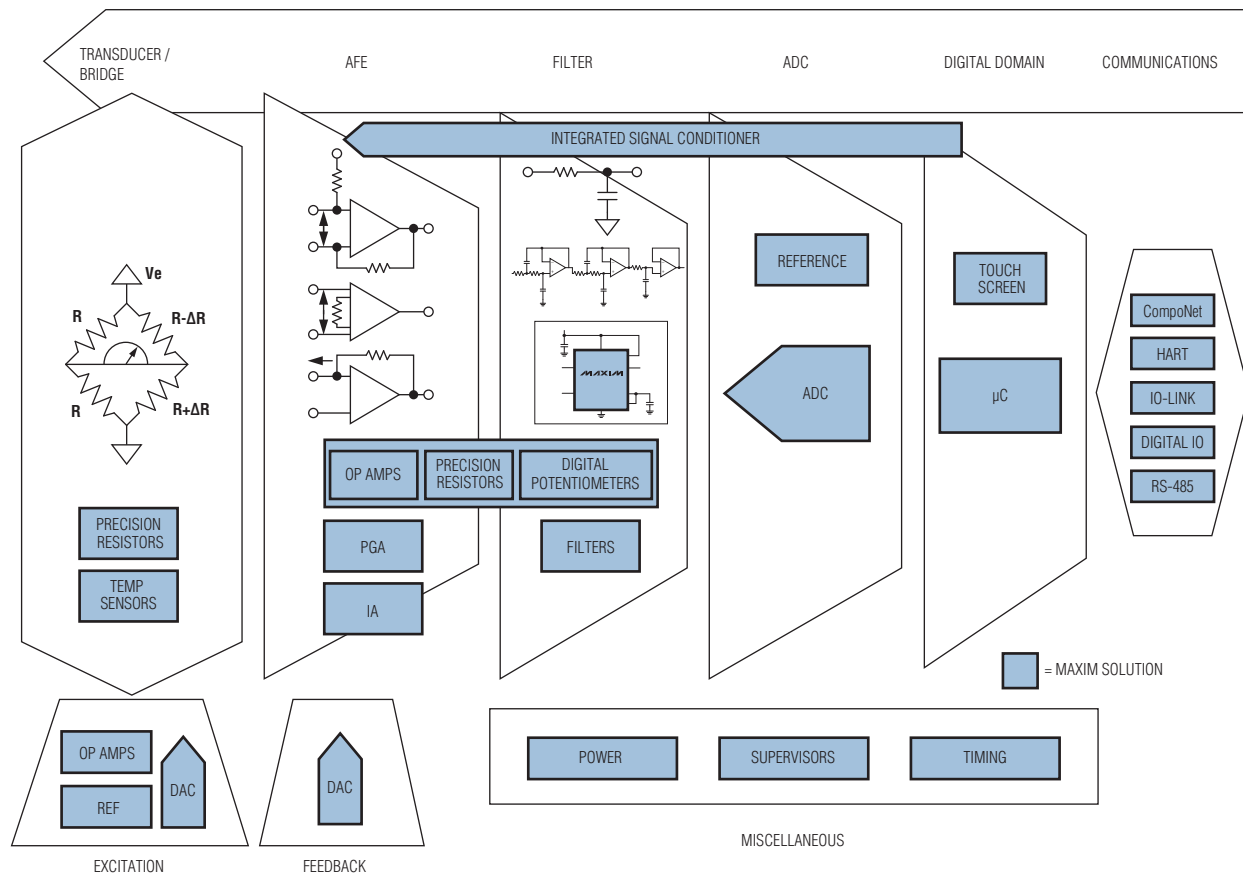 TRANSDUCER /
BRIDGE
AFE
FILTER
ADC
DIGITAL DOMAIN
COMMUNICATIONS
INTEGRATED SIGNAL CONDITIONER
Ve
R
R-ΔR
R
R+ΔR
PRECISION
RESISTORS
TEMP
SENSORS
MAXIM
OP AMPS
PRECISION
RESISTORS
DIGITAL
POTENTIOMETERS
PGA
IA
FILTERS
REFERENCE
ADC
TOUCH
SCREEN
µC
CompoNet
HART
IO-LINK
DIGITAL IO
RS-485
= MAXIM SOLUTION
OP AMPS
REF
DAC
EXCITATION
DAC
FEEDBACK
POWER
SUPERVISORS
TIMING
MISCELLANEOUS